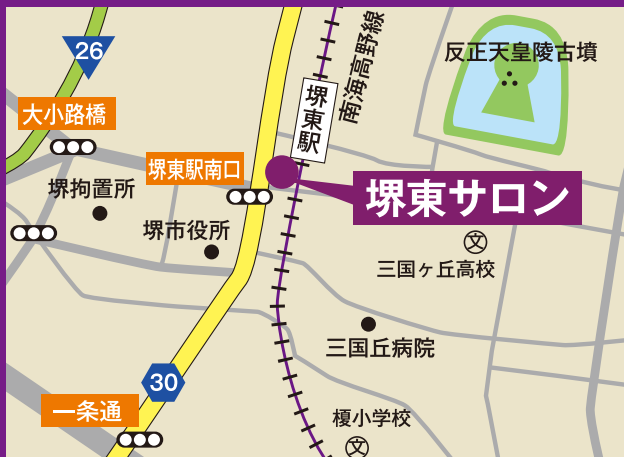 26
南海高野線
反正天皇陵古墳
大小路橋
堺東駅
堺東駅南口
堺拘置所
堺東サロン
堺市役所
文
三国ヶ丘高校
三国丘病院
30
一条通
榎小学校
文